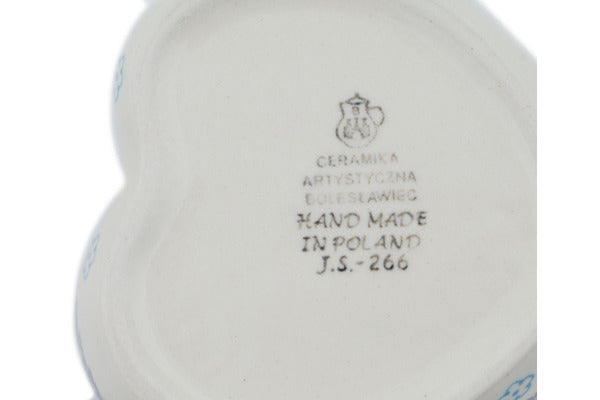 B
CERAMIKA
ARTYSTYCZNA
BOLESŁAWIEC
HAND MADE
IN POLAND
J.S.-266